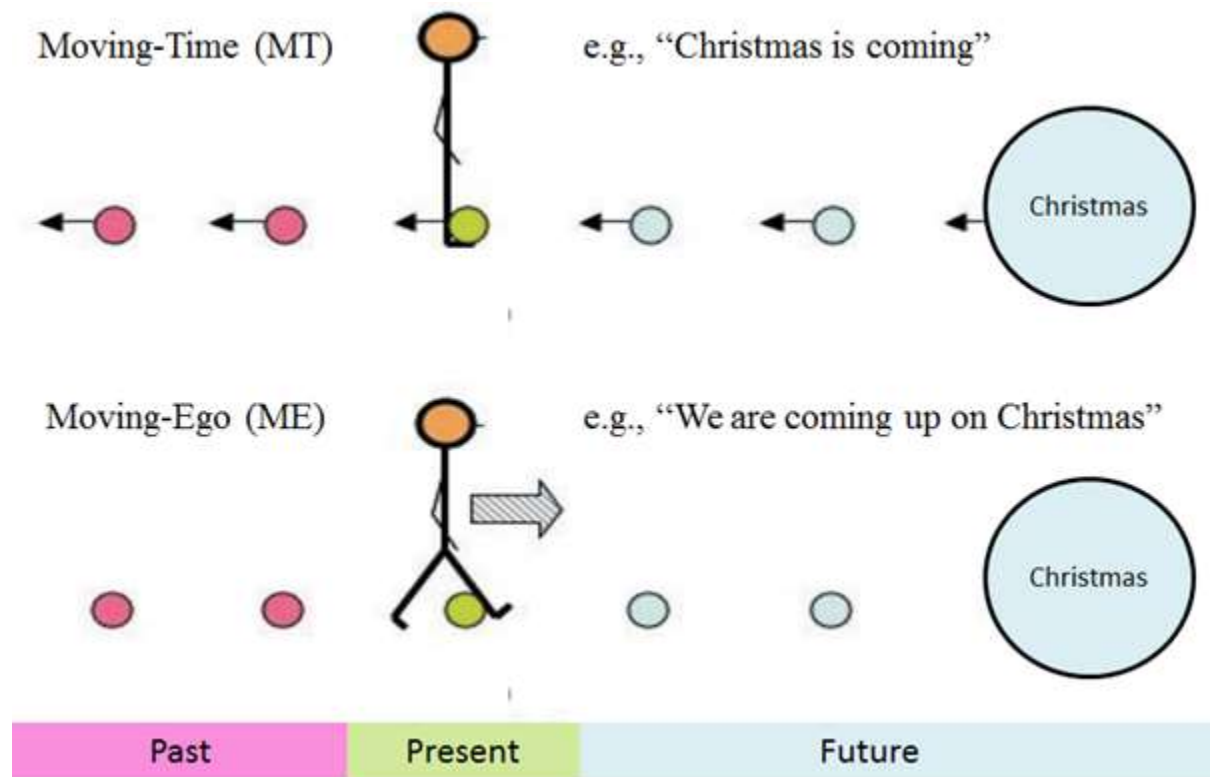 Moving-Time (MT)
e.g., “Christmas is coming”
Christmas
Moving-Ego (ME)
e.g., “We are coming up on Christmas”
Christmas
Past
Present
Future